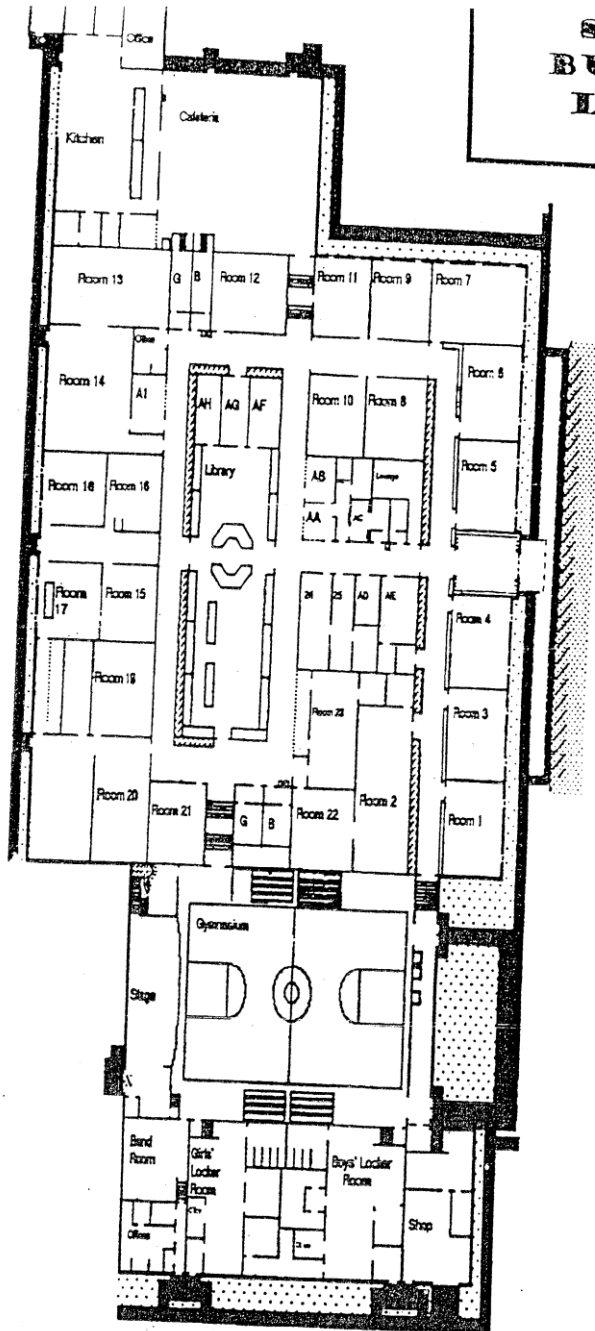 Office
Cafeteria
Kitchen
Room 13
G
B
Room 12
Room 11
Room 9
Room 7
Office
Room 14
A1
AH
AG
AF
Room 10
Room 8
Room 6
Library
AB
Lounge
Room 5
Room 18
Room 16
AA
AC
Room
17
Room 15
26
25
AD
AE
Room 4
Room 19
Room 23
Room 3
Room 20
Room 21
G
B
Room 22
Room 2
Room 1
Gymnasium
Stage
Band
Room
Girls'
Locker
Room
Boys' Locker
Room
Offices
Shop